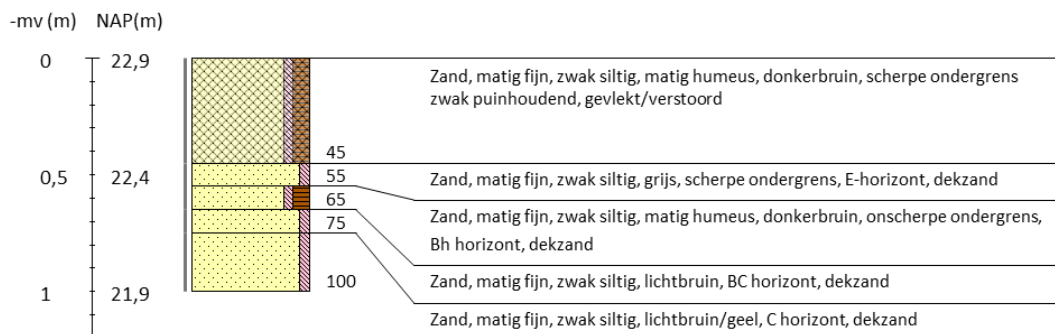 -mv (m) NAP(m)
0 22,9
Zand, matig fijn, zwak siltig, matig humeus, donkerbruin, scherpe ondergrens
zwak puinhoudend, gevlekt/verstoord
45
0,5 22,4
55
Zand, matig fijn, zwak siltig, grijs, scherpe ondergrens, E-horizont, dekzand
65
Zand, matig fijn, zwak siltig, matig humeus, donkerbruin, onscherpe ondergrens,
Bh horizont, dekzand
75
Zand, matig fijn, zwak siltig, lichtbruin, BC horizont, dekzand
100
1 21,9
Zand, matig fijn, zwak siltig, lichtbruin/geel, C horizont, dekzand